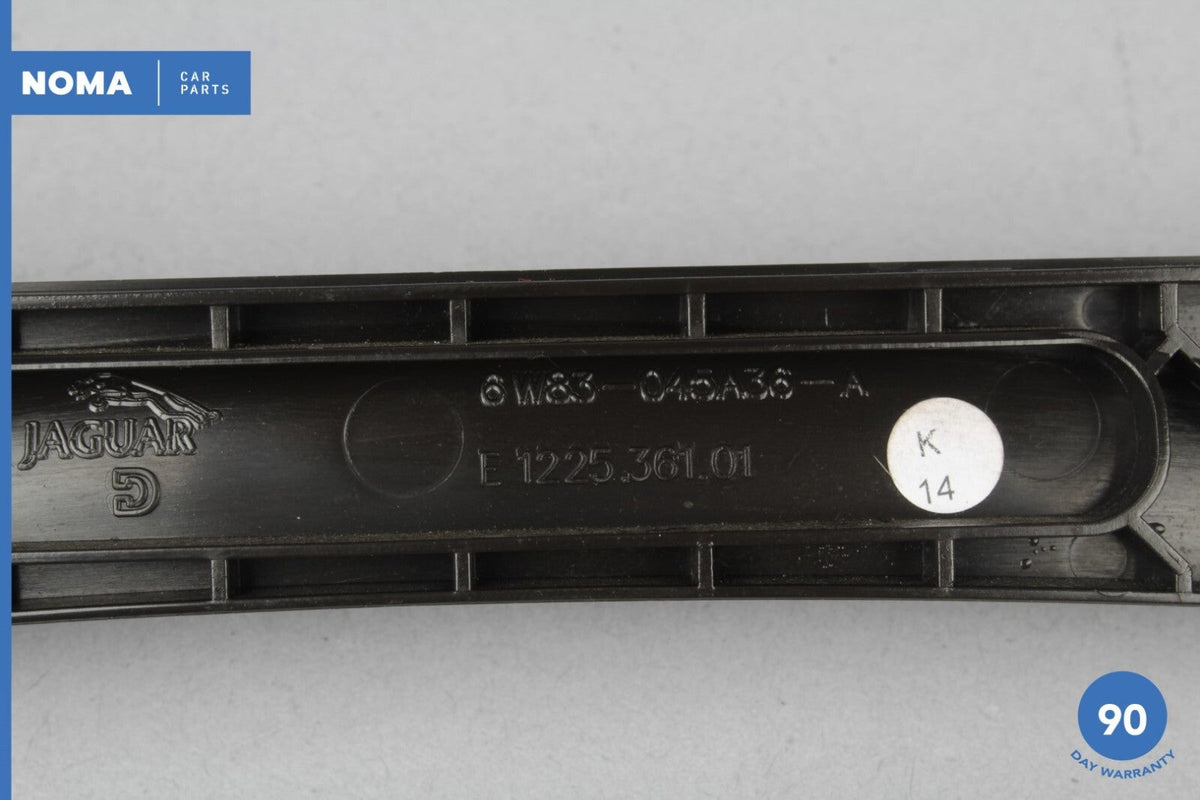 NOMA
CAR
PARTS
6W83-045A36-A
JAGUAR
E 1225.361.01
K
14
90
DAY WARRANTY